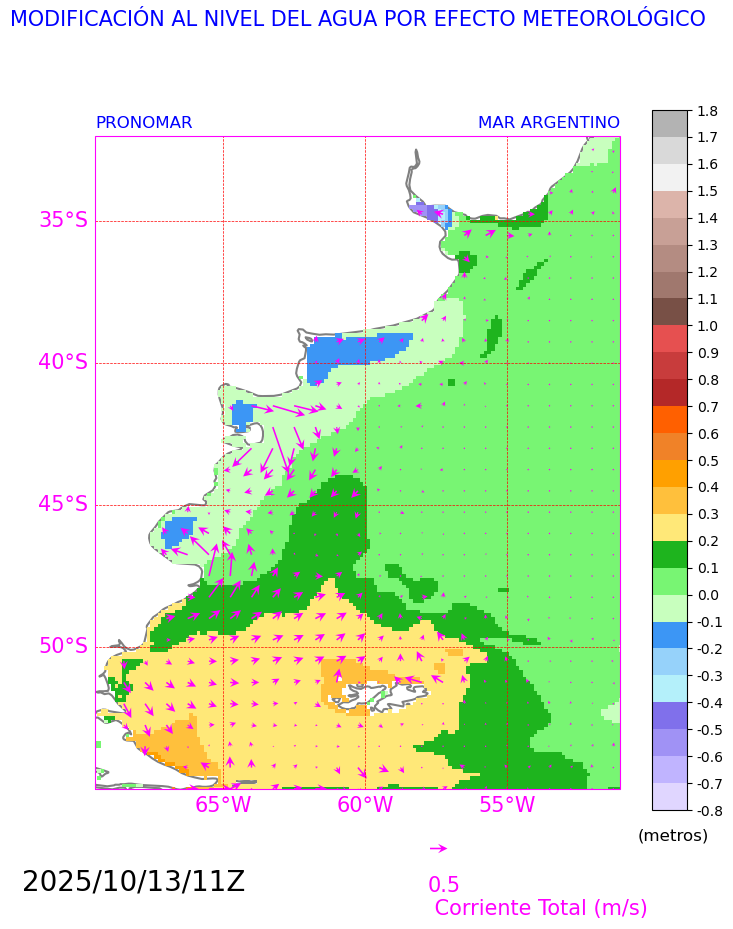 MODIFICACIÓN AL NIVEL DEL AGUA POR EFECTO METEOROLÓGICO
PRONOMAR MAR ARGENTINO
35°S
40°S
45°S
50°S
65°W 60°W 55°W
1.8
1.7
1.6
1.5
1.4
1.3
1.2
1.1
1.0
0.9
0.8
0.7
0.6
0.5
0.4
0.3
0.2
0.1
0.0
-0.1
-0.2
-0.3
-0.4
-0.5
-0.6
-0.7
-0.8
(metros)
2025/10/13/11Z
0.5
Corriente Total (m/s)